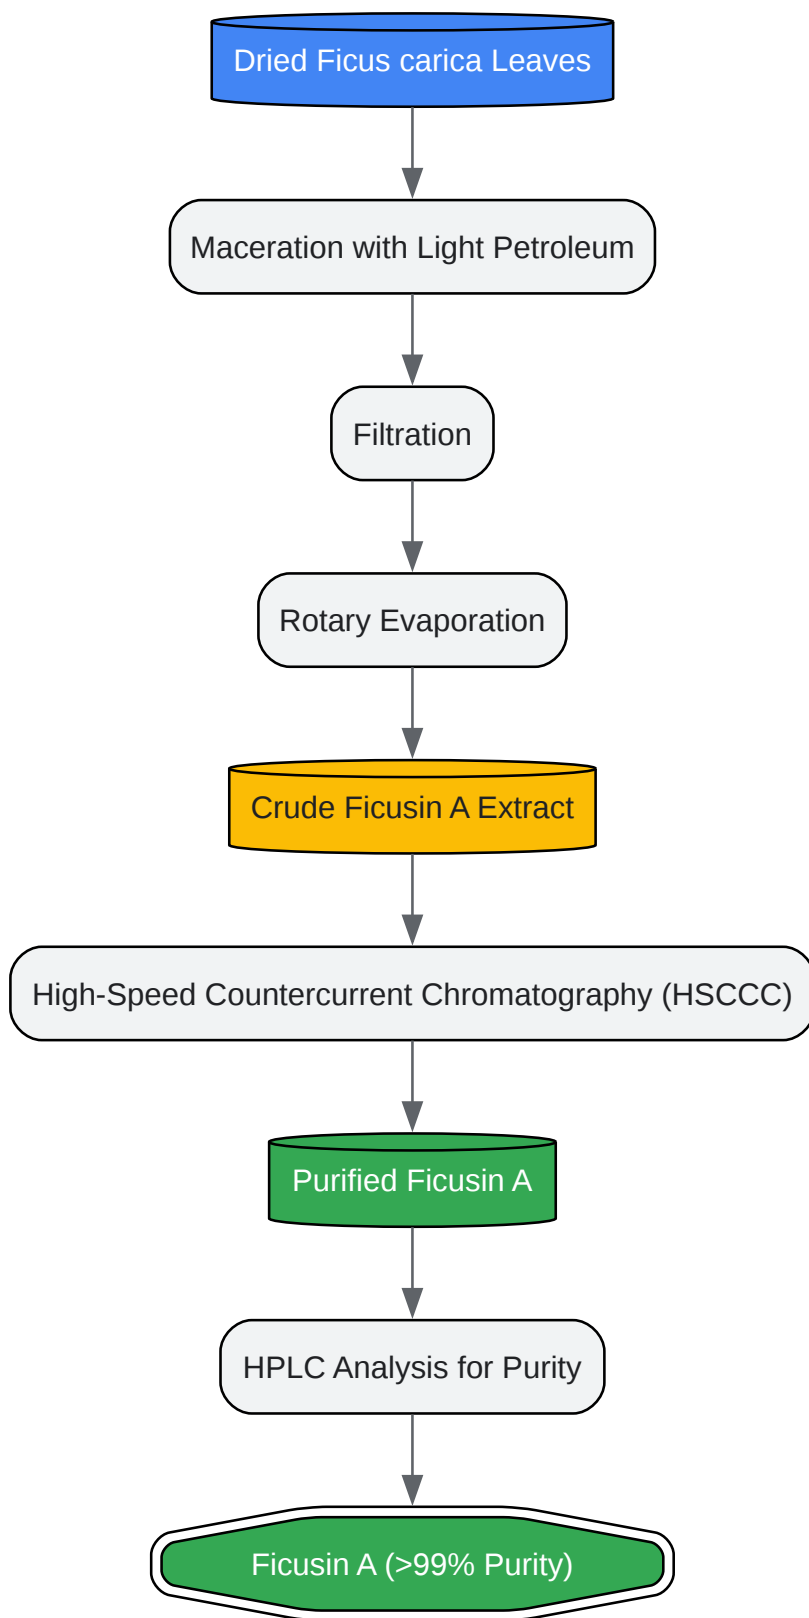 Dried Ficus carica Leaves
Maceration with Light Petroleum
Filtration
Rotary Evaporation
Crude Ficusin A Extract
High-Speed Countercurrent Chromatography (HSCCC)
Purified Ficusin A
HPLC Analysis for Purity
Ficusin A (>99% Purity)